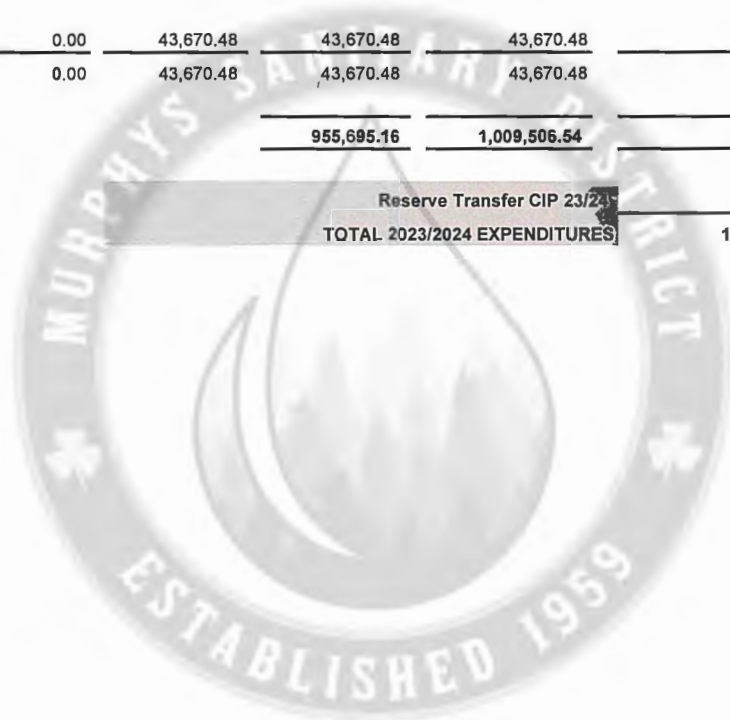 0.00 43,670.48 43,670.48 43,670.48
0.00 43,670.48 43,670.48 43,670.48
955,695.16 1,009,506.54
Reserve Transfer CIP 23/24
TOTAL 2023/2024 EXPENDITURES 1
MURPHYS SANITARY DISTRICT
ESTABLISHED 1959